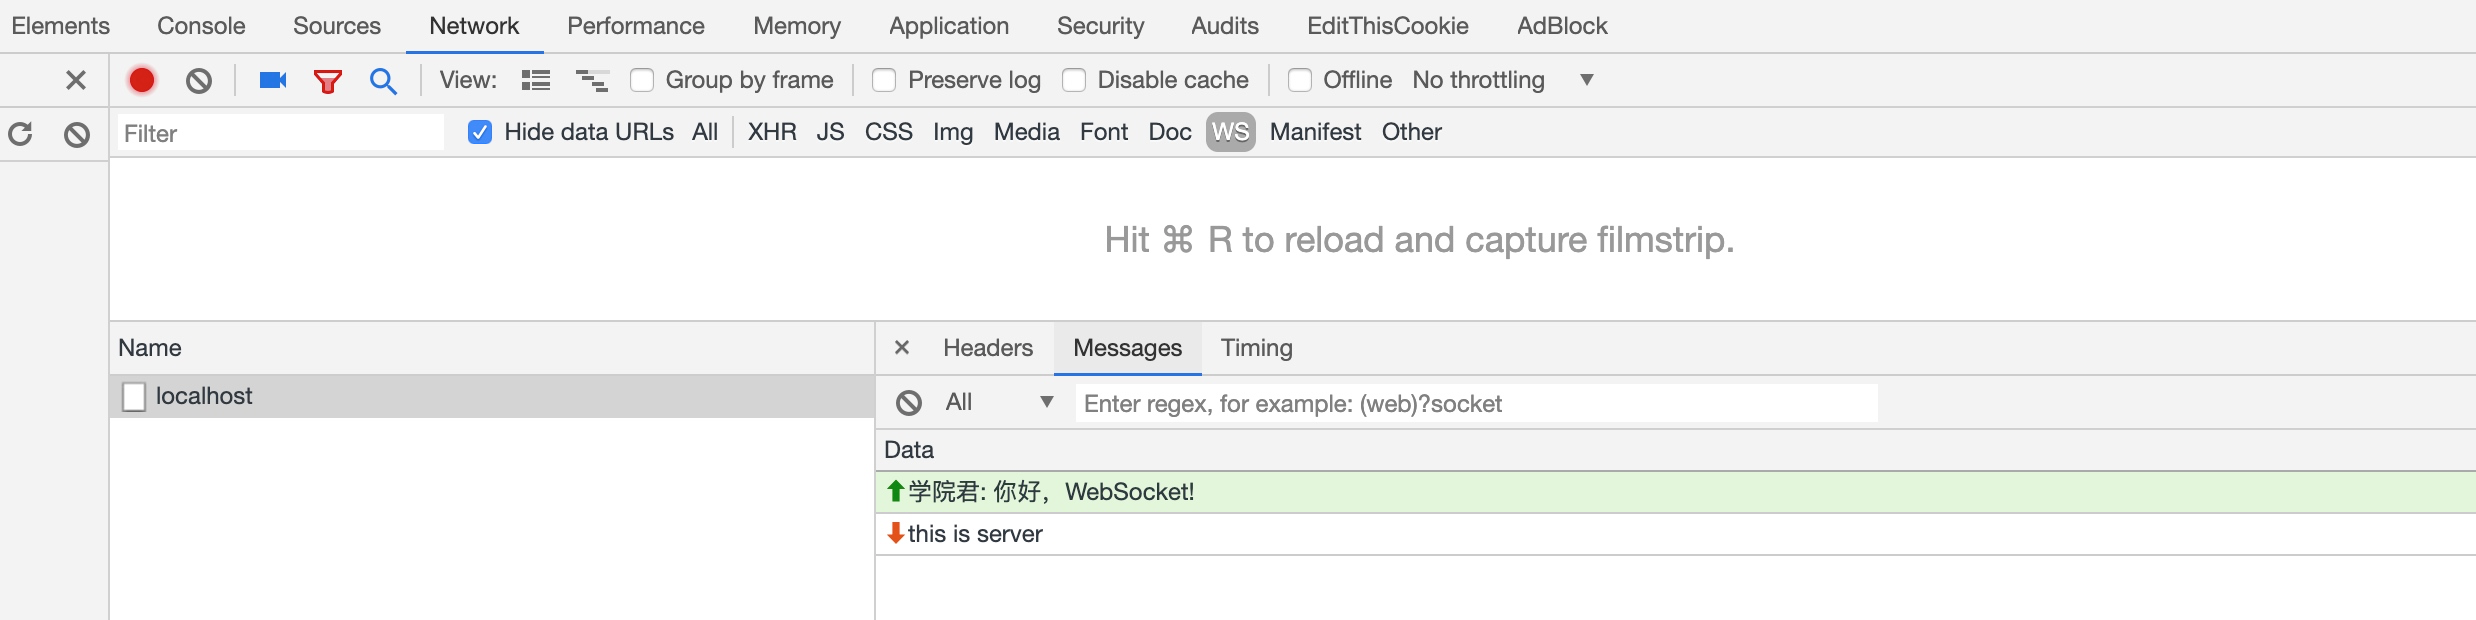 Elements Console Sources Network Performance Memory Application Security Audits EditThisCookie AdBlock
View: Group by frame Preserve log Disable cache Offline No throttling
Filter Hide data URLs All XHR JS CSS Img Media Font Doc WS Manifest Other
Hit ⌘ R to reload and capture filmstrip.
Name Headers Messages Timing
localhost All Enter regex, for example: (web)?socket
Data
学院君: 你好，WebSocket!
this is server